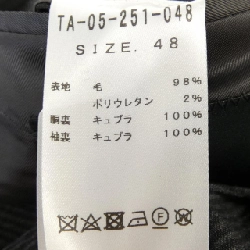 TA-05-251-048
SIZE. 48
表地 毛 98%
ポリウレタン 2%
胴裏 キュプラ 100%
袖裏 キュプラ 100%